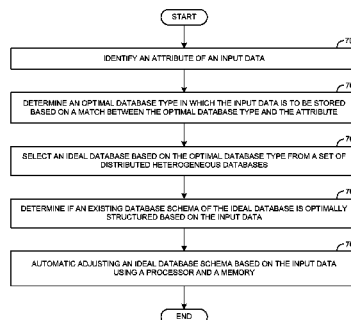 START
IDENTIFY AN ATTRIBUTE OF AN INPUT DATA
DETERMINE AN OPTIMAL DATABASE TYPE IN WHICH THE INPUT DATA IS TO BE STORED
BASED ON A MATCH BETWEEN THE OPTIMAL DATABASE TYPE AND THE ATTRIBUTE
SELECT AN IDEAL DATABASE BASED ON THE OPTIMAL DATABASE TYPE FROM A SET OF
DISTRIBUTED HETEROGENEOUS DATABASES
DETERMINE IF AN EXISTING DATABASE SCHEMA OF THE IDEAL DATABASE IS OPTIMALLY
STRUCTURED BASED ON THE INPUT DATA
AUTOMATIC ADJUSTING AN IDEAL DATABASE SCHEMA BASED ON THE INPUT DATA
USING A PROCESSOR AND A MEMORY
END